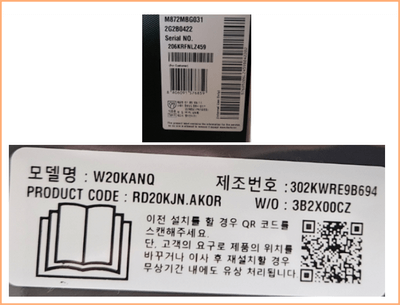 M872MBGB31
2G2B0422
Serial NO.
206KRFNLZ459
모델명 : W20KANQ
제조번호 : 302KWRE9B694
PRODUCT CODE : RD20KJN.AKOR
W/O : 3B2X00CZ
이전 설치를 할 경우 QR 코드를
스캔해주세요.
단, 고객의 요구로 제품의 위치를
바꾸거나 이사 후 재설치할 경우
무상기간 내에도 유상 처리됩니다.